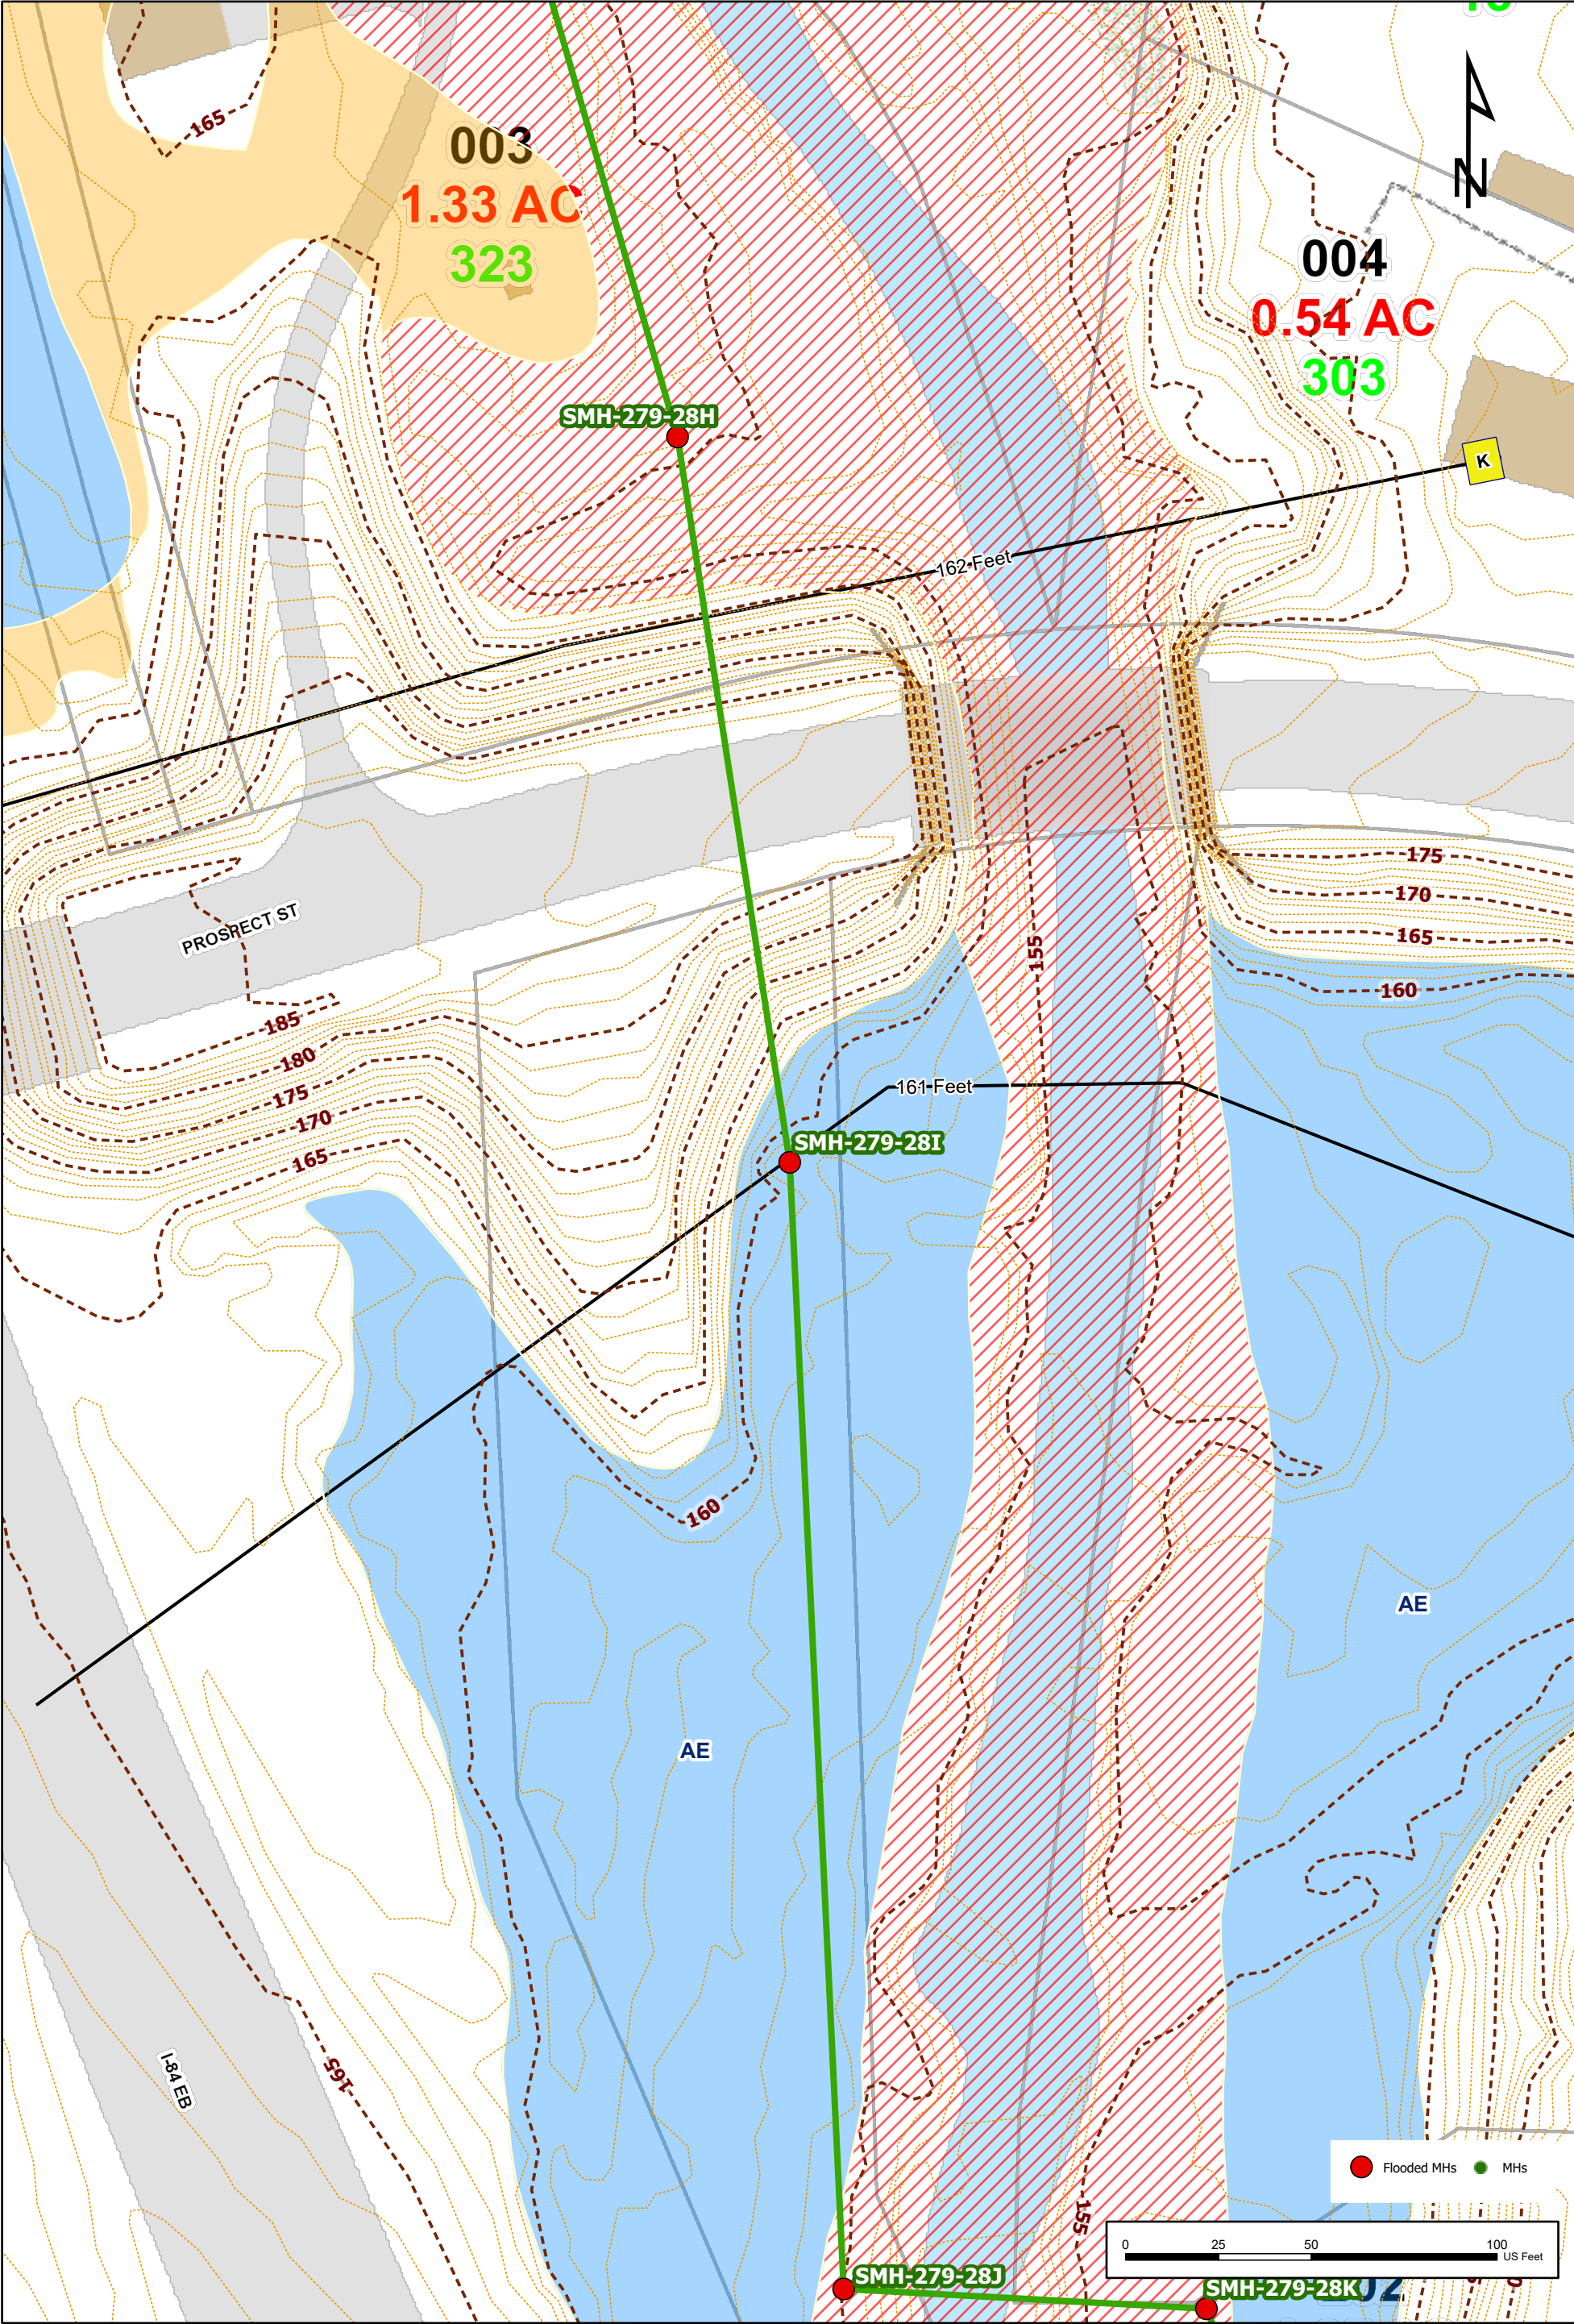 165
003
1.33 AC
323
N
004
0.54 AC
303
SMH-279-28H
K
162 Feet
175
170
165
160
PROSPECT ST
155
185
180
175
170
165
161 Feet
SMH-279-28I
160
AE
AE
I-84 EB
165
155
Flooded MHs
MHs
0 25 50 100
US Feet
SMH-279-28J
SMH-279-28K